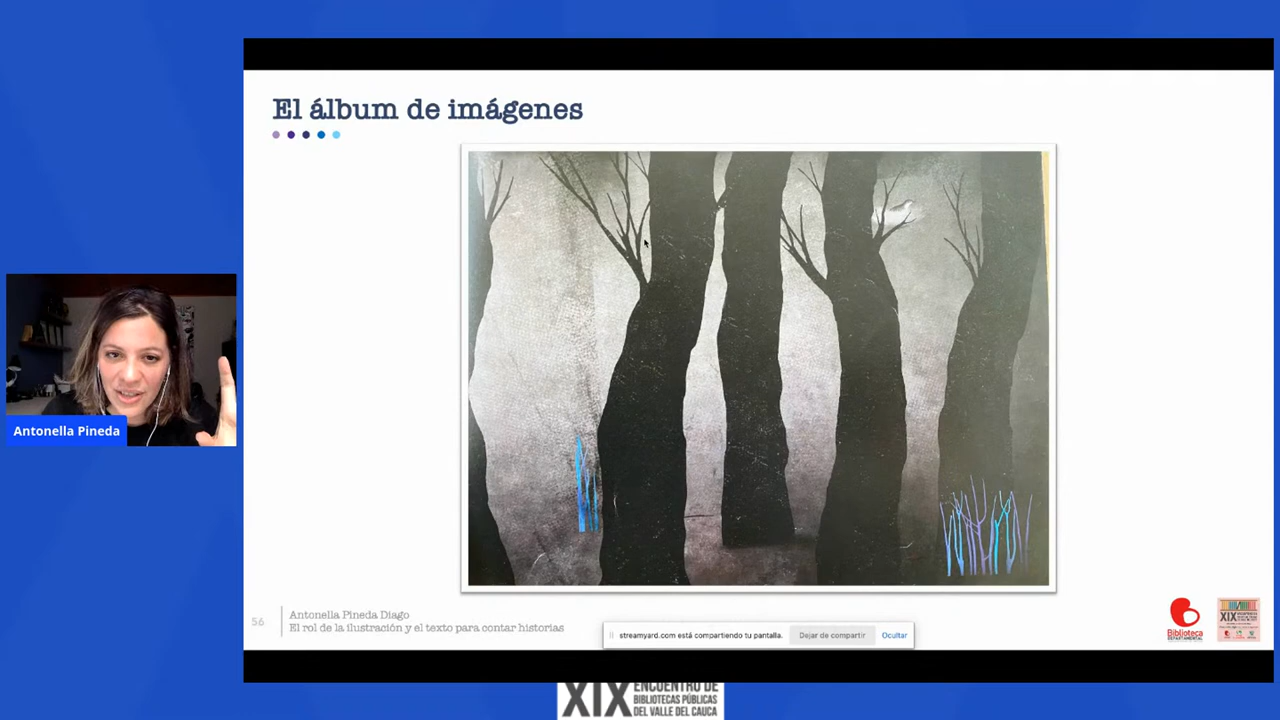 El álbum de imágenes
Antonella Pineda
56
Antonella Pineda Diago
El rol de la ilustración y el texto para contar historias
streamyard.com está compartiendo tu pantalla.
Dejar de compartir
Ocultar
Biblioteca
DEPARTAMENTAL
XIX
XIX
ENCUENTRO DE
BIBLIOTECAS PÚBLICAS
DEL VALLE DEL CAUCA